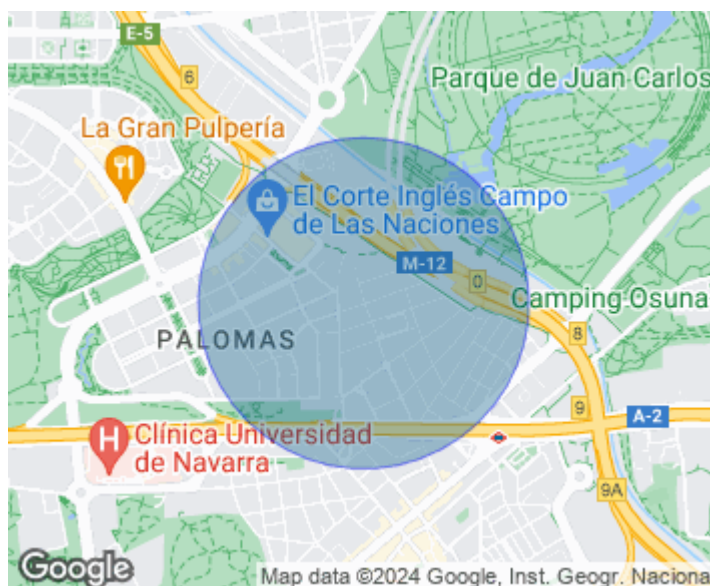 E-5
6
Parque de Juan Carlos
La Gran Pulpería
El Corte Inglés Campo
de Las Naciones
M-12
0
Camping Osuna
8
PALOMAS
9
A-2
H
Clínica Universidad
de Navarra
9A
Google
Map data ©2024 Google, Inst. Geogr. Naciona